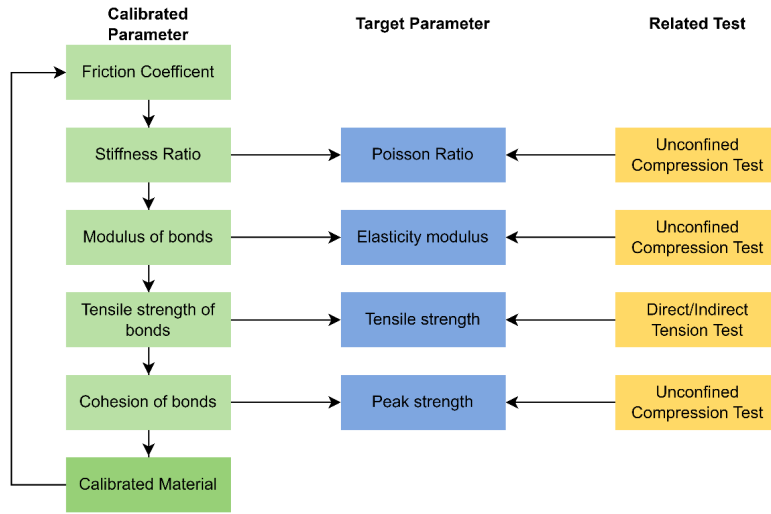 Calibrated
Parameter
Target Parameter
Related Test
Friction Coefficent
Stiffness Ratio
Poisson Ratio
Unconfined
Compression Test
Modulus of bonds
Elasticity modulus
Unconfined
Compression Test
Tensile strength of
bonds
Tensile strength
Direct/Indirect
Tension Test
Cohesion of bonds
Peak strength
Unconfined
Compression Test
Calibrated Material